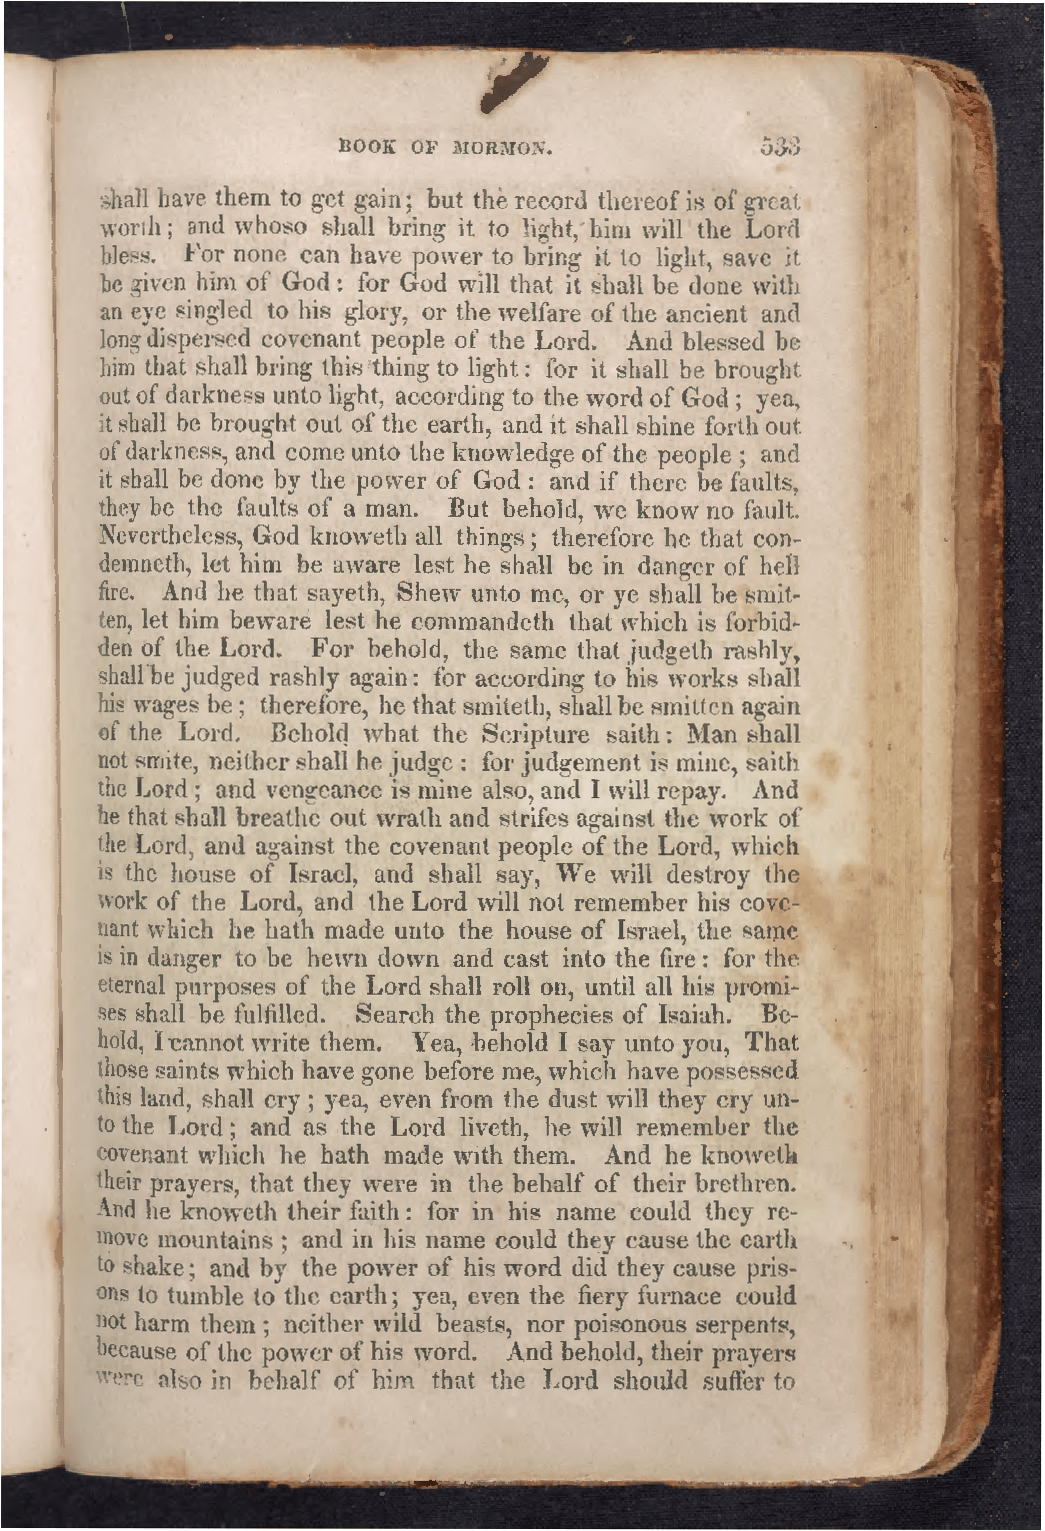 BOOK OF MORMON. 533
shall have them to get gain; but the record thereof is of great
worth; and whoso shall bring it to light, him will the Lord
bless. For none can have power to bring it to light, save it
be given him of God: for God will that it shall be done with
an eye singled to his glory, or the welfare of the ancient and
long dispersed covenant people of the Lord. And blessed be
him that shall bring this thing to light: for it shall be brought
out of darkness unto light, according to the word of God; yea,
it shall be brought out of the earth, and it shall shine forth out
of darkness, and come unto the knowledge of the people; and
it shall be done by the power of God: and if there be faults,
they be the faults of a man. But behold, we know no fault.
Nevertheless, God knoweth all things; therefore he that con-
demneth, let him be aware lest he shall be in danger of hell
fire. And he that sayeth, Shew unto me, or ye shall be smit-
ten, let him beware lest he commandeth that which is forbid-
den of the Lord. For behold, the same that judgeth rashly,
shall be judged rashly again: for according to his works shall
his wages be; therefore, he that smiteth, shall be smitten again
of the Lord. Behold what the Scripture saith: Man shall
not smite, neither shall he judge: for judgement is mine, saith
the Lord; and vengeance is mine also, and I will repay. And
he that shall breathe out wrath and strifes against the work of
the Lord, and against the covenant people of the Lord, which
is the house of Israel, and shall say, We will destroy the
work of the Lord, and the Lord will not remember his cove-
nant which he hath made unto the house of Israel, the same
is in danger to be hewn down and cast into the fire: for the
eternal purposes of the Lord shall roll on, until all his promi-
ses shall be fulfilled. Search the prophecies of Isaiah. Be-
hold, I cannot write them. Yea, behold I say unto you, That
those saints which have gone before me, which have possessed
this land, shall cry; yea, even from the dust will they cry un-
to the Lord; and as the Lord liveth, he will remember the
covenant which he hath made with them. And he knoweth
their prayers, that they were in the behalf of their brethren.
And he knoweth their faith: for in his name could they re-
move mountains; and in his name could they cause the earth
to shake; and by the power of his word did they cause pris-
ons to tumble to the earth; yea, even the fiery furnace could
not harm them; neither wild beasts, nor poisonous serpents,
because of the power of his word. And behold, their prayers
were also in behalf of him that the Lord should suffer to